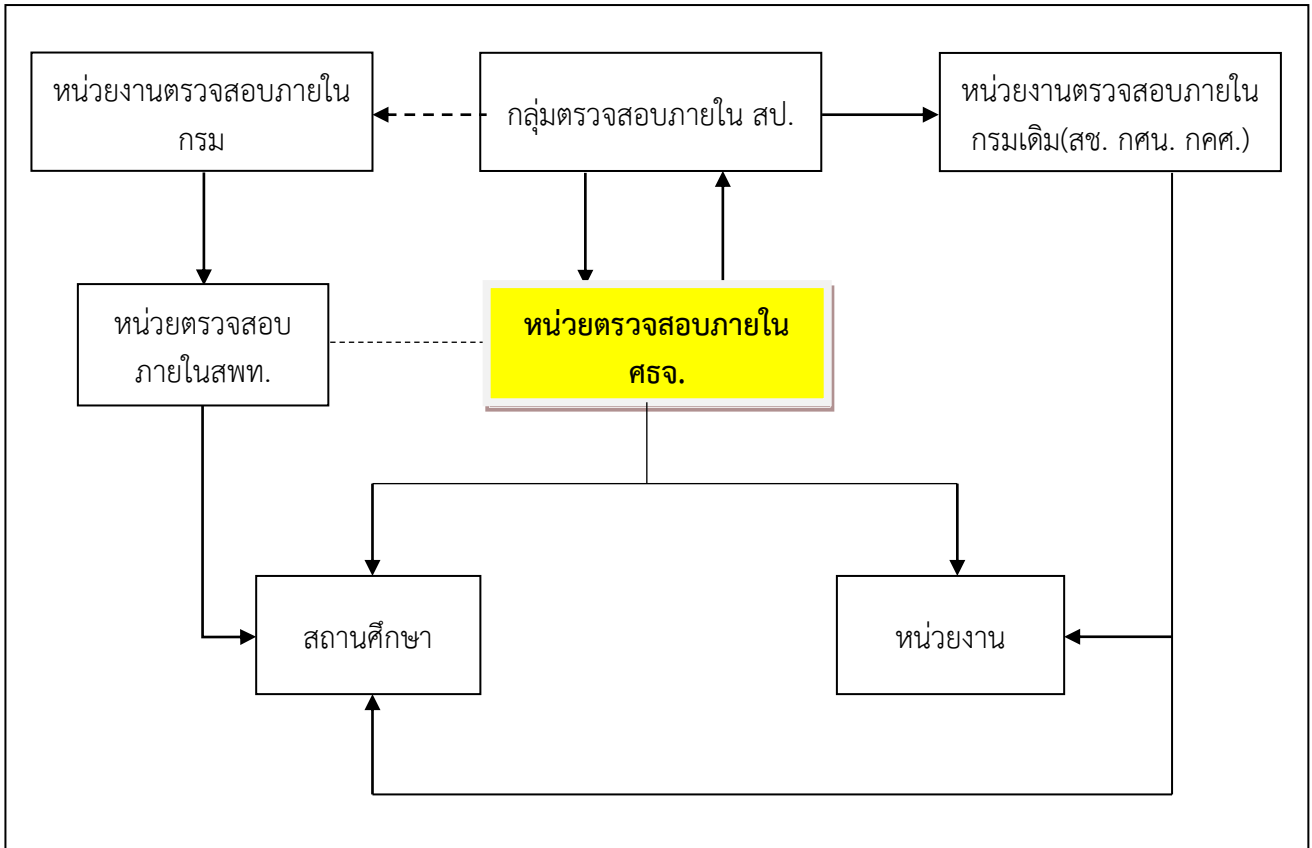 หน่วยงานตรวจสอบภายใน
กรม
กลุ่มตรวจสอบภายใน สป.
หน่วยงานตรวจสอบภายใน
กรมเดิม(สช. กศน. กคศ.)
หน่วยตรวจสอบ
ภายในสพท.
หน่วยตรวจสอบภายใน
ศธจ.
สถานศึกษา
หน่วยงาน